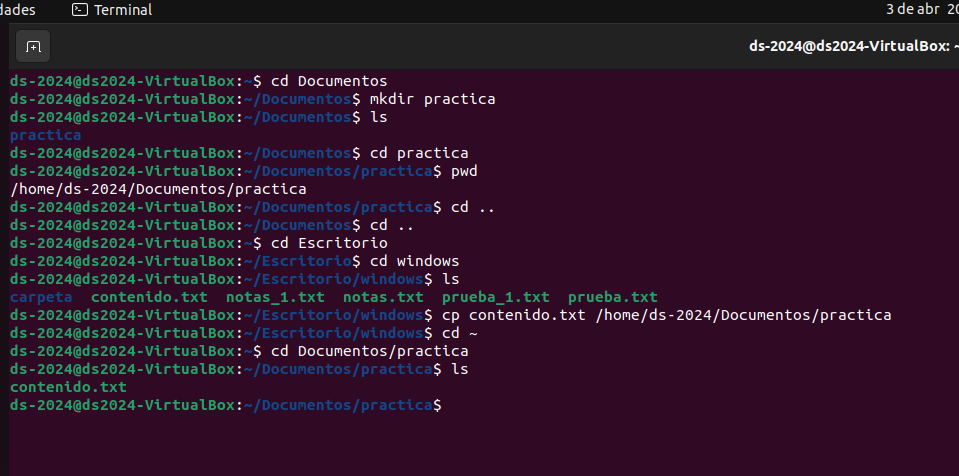 dades Terminal 3 de abr 20
ds-2024@ds2024-VirtualBox: ~
ds-2024@ds2024-VirtualBox:~$ cd Documentos
ds-2024@ds2024-VirtualBox:~/Documentos$ mkdir practica
ds-2024@ds2024-VirtualBox:~/Documentos$ ls
practica
ds-2024@ds2024-VirtualBox:~/Documentos$ cd practica
ds-2024@ds2024-VirtualBox:~/Documentos/practica$ pwd
/home/ds-2024/Documentos/practica
ds-2024@ds2024-VirtualBox:~/Documentos/practica$ cd ..
ds-2024@ds2024-VirtualBox:~/Documentos$ cd ..
ds-2024@ds2024-VirtualBox:~$ cd Escritorio
ds-2024@ds2024-VirtualBox:~/Escritorio$ cd windows
ds-2024@ds2024-VirtualBox:~/Escritorio/windows$ ls
carpeta  contenido.txt  notas_1.txt  notas.txt  prueba_1.txt  prueba.txt
ds-2024@ds2024-VirtualBox:~/Escritorio/windows$ cp contenido.txt /home/ds-2024/Documentos/practica
ds-2024@ds2024-VirtualBox:~/Escritorio/windows$ cd ~
ds-2024@ds2024-VirtualBox:~$ cd Documentos/practica
ds-2024@ds2024-VirtualBox:~/Documentos/practica$ ls
contenido.txt
ds-2024@ds2024-VirtualBox:~/Documentos/practica$